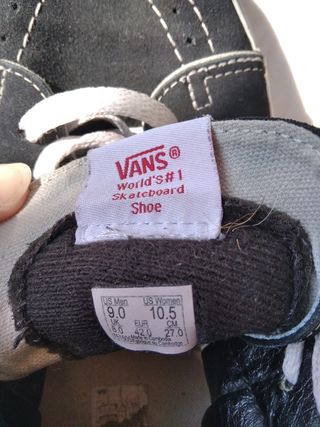 VANS®
World's #1
Skateboard
Shoe
US Men US Women
9.0 10.5
UK EUR CM
8.0 42.0 27.0
Made in Cambodia